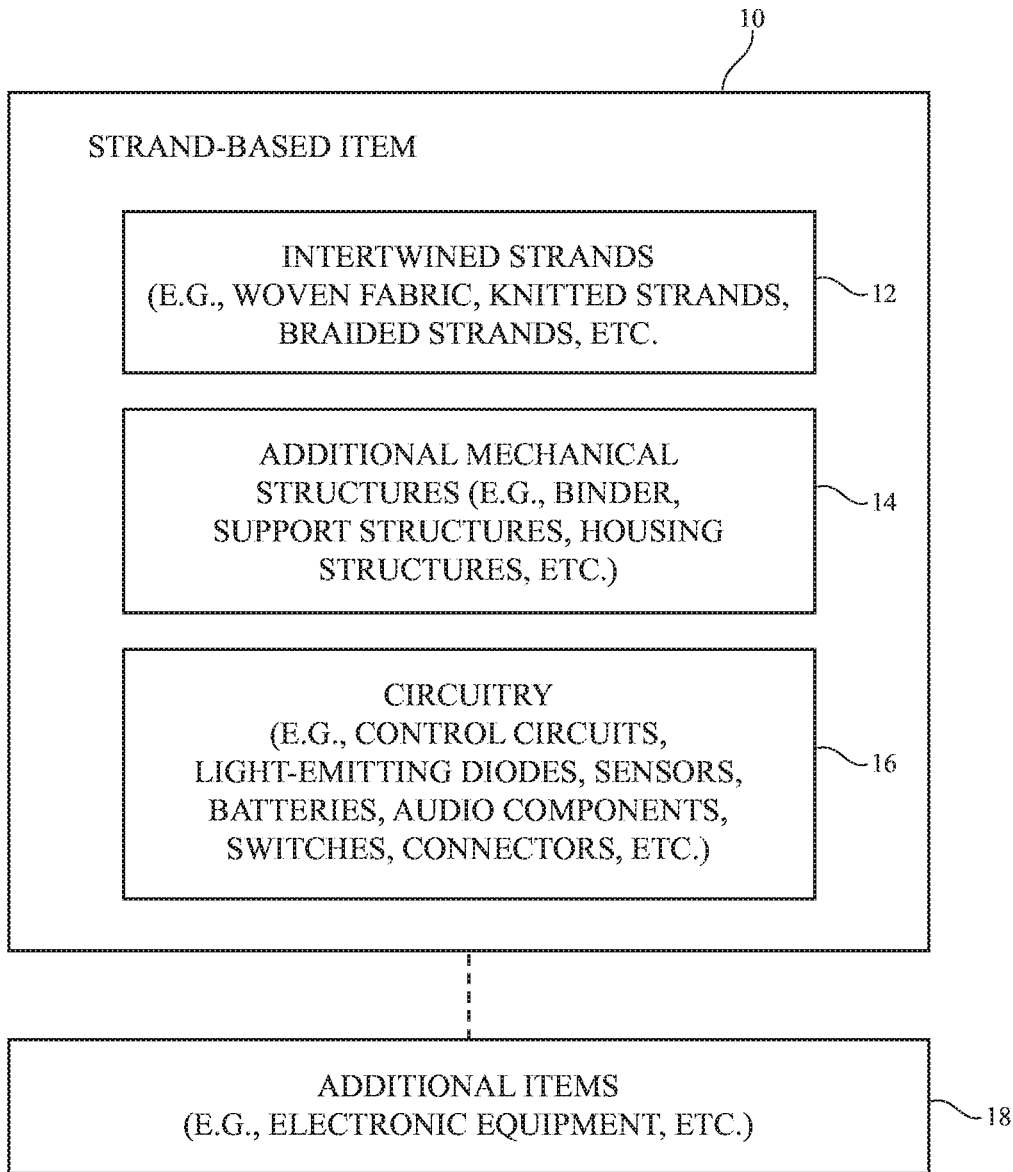 10
STRAND-BASED ITEM
INTERTWINED STRANDS
(E.G., WOVEN FABRIC, KNITTED STRANDS,
BRAIDED STRANDS, ETC.
12
ADDITIONAL MECHANICAL
STRUCTURES (E.G., BINDER,
SUPPORT STRUCTURES, HOUSING
STRUCTURES, ETC.)
14
CIRCUITRY
(E.G., CONTROL CIRCUITS,
LIGHT-EMITTING DIODES, SENSORS,
BATTERIES, AUDIO COMPONENTS,
SWITCHES, CONNECTORS, ETC.)
16
ADDITIONAL ITEMS
(E.G., ELECTRONIC EQUIPMENT, ETC.)
18